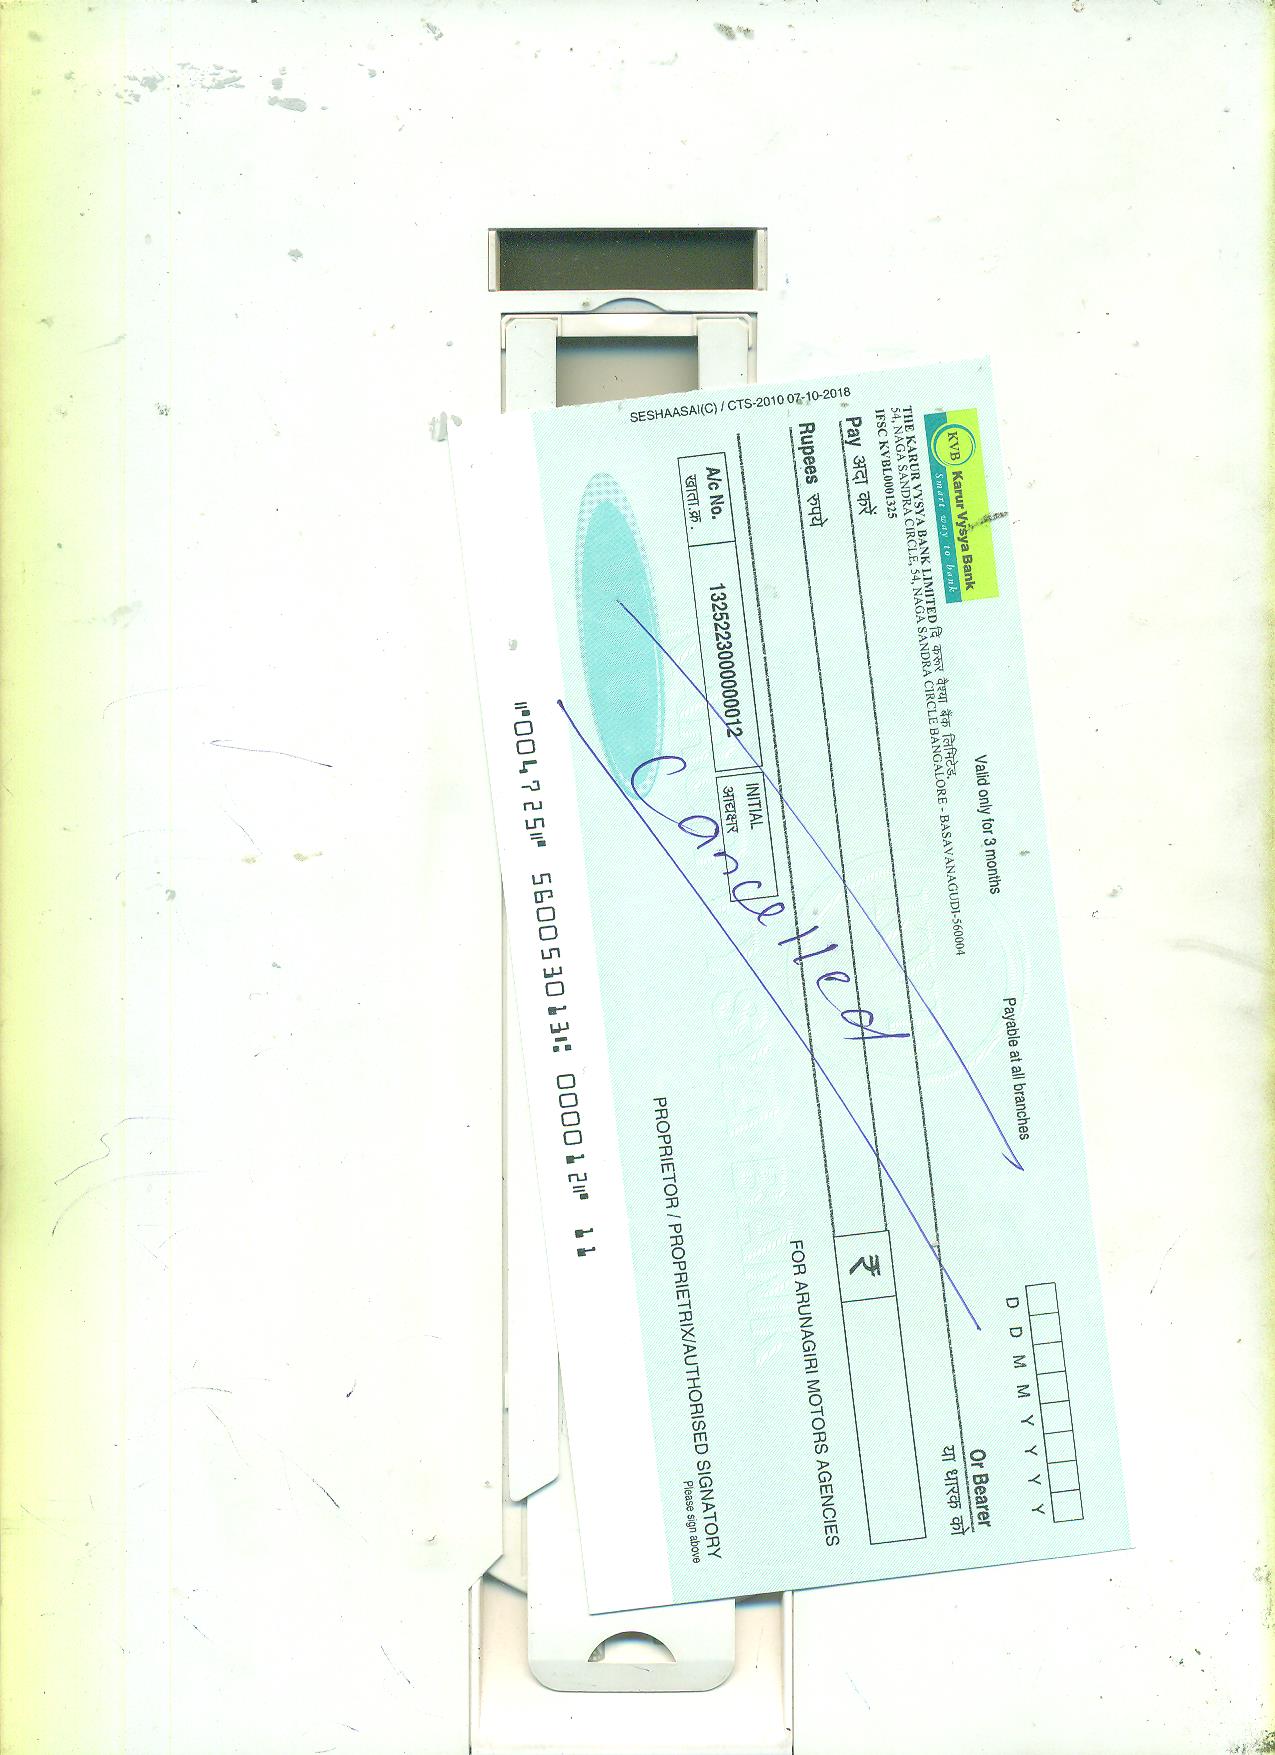 KVB Karur Vysya Bank
Smart way to bank
Valid only for 3 months
Payable at all branches
D D M M Y Y Y Y
THE KARUR VYSYA BANK LIMITED दि करूर वैश्या बैंक लिमिटेड.
54, NAGA SANDRA CIRCLE, 54, NAGA SANDRA CIRCLE BANGALORE - BASAVANAGUDI-560004
IFSC KVBL0001325
Pay अदा करें
Or Bearer
या धारक को
Rupees रुपये
₹
A/c No.
खाता.क्र.
13252230000000012
INITIAL
आद्यक्षर
Cancelled
FOR ARUNAGIRI MOTORS AGENCIES
PROPRIETOR / PROPRIETRIX/AUTHORISED SIGNATORY
Please sign above
SESHAASAI(C) / CTS-2010 07-10-2018
⑈004725⑈ 560053013⑆ 000012⑈ 11